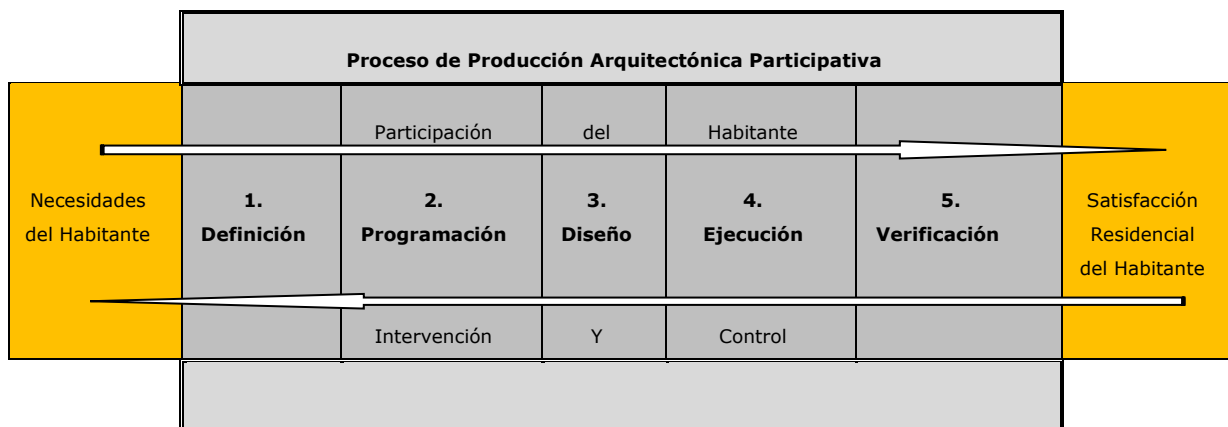 Proceso de Producción Arquitectónica Participativa
Participación del Habitante
Necesidades
del Habitante
1.
Definición
2.
Programación
3.
Diseño
4.
Ejecución
5.
Verificación
Satisfacción
Residencial
del Habitante
Intervención Y Control